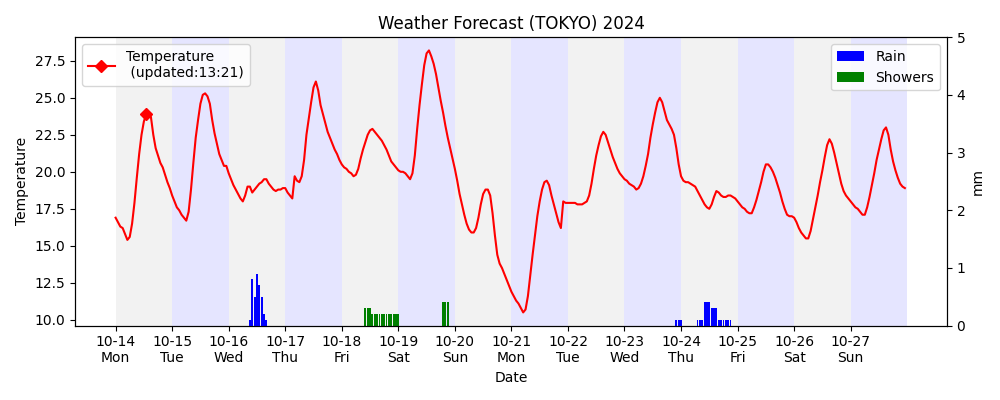 Weather Forecast (TOKYO) 2024
Temperature
(updated:13:21)
Rain
Showers
Temperature
27.5
25.0
22.5
20.0
17.5
15.0
12.5
10.0
5
4
3
2
1
0
mm
10-14 10-15 10-16 10-17 10-18 10-19 10-20 10-21 10-22 10-23 10-24 10-25 10-26 10-27
Mon Tue Wed Thu Fri Sat Sun Mon Tue Wed Thu Fri Sat Sun
Date